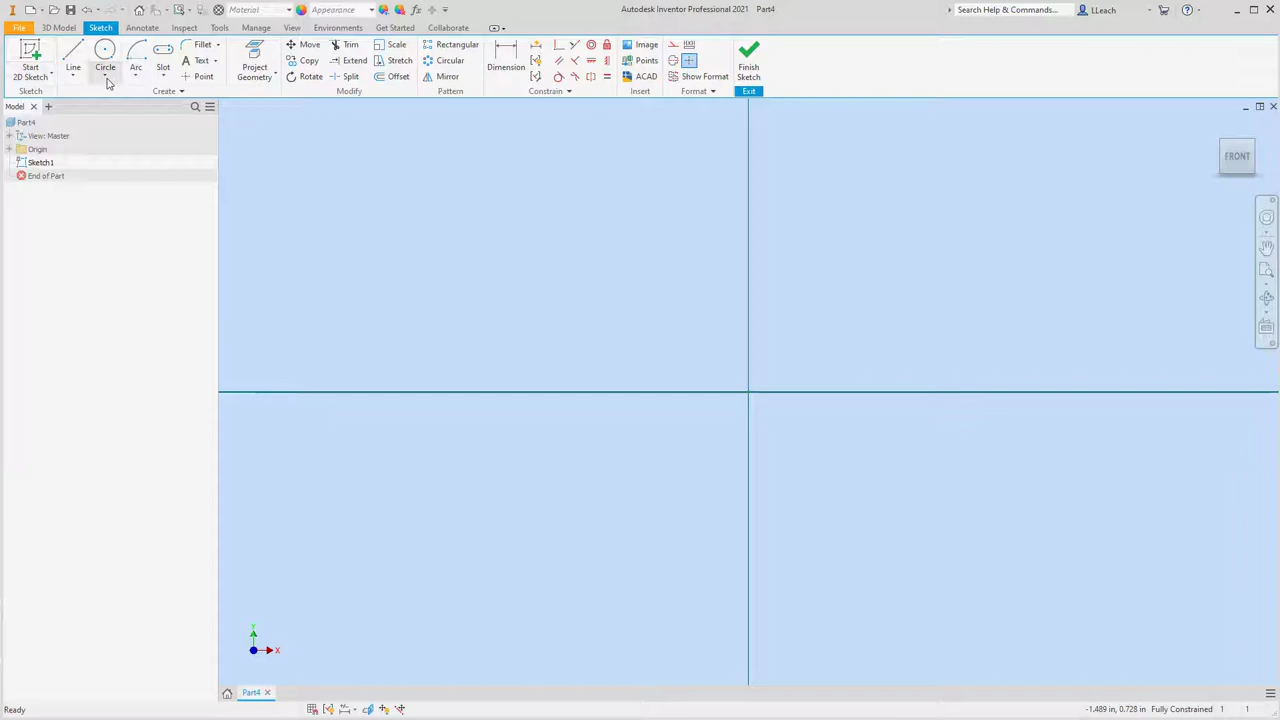 Material
Appearance
Autodesk Inventor Professional 2021 Part4
Search Help & Commands...
LLeach
File 3D Model Sketch Annotate Inspect Tools Manage View Environments Get Started Collaborate
Start
2D Sketch
Line
Circle
Arc
Slot
Fillet
Text
Point
Project
Geometry
Move
Copy
Rotate
Trim
Extend
Split
Scale
Stretch
Offset
Rectangular
Circular
Mirror
Dimension
Image
Points
ACAD
Show Format
Finish
Sketch
Sketch Create Modify Pattern Constrain Insert Format Exit
Model
Part4
View: Master
Origin
Sketch1
End of Part
FRONT
Y
X
Part4
Ready
-1.489 in, 0.728 in Fully Constrained 1 1